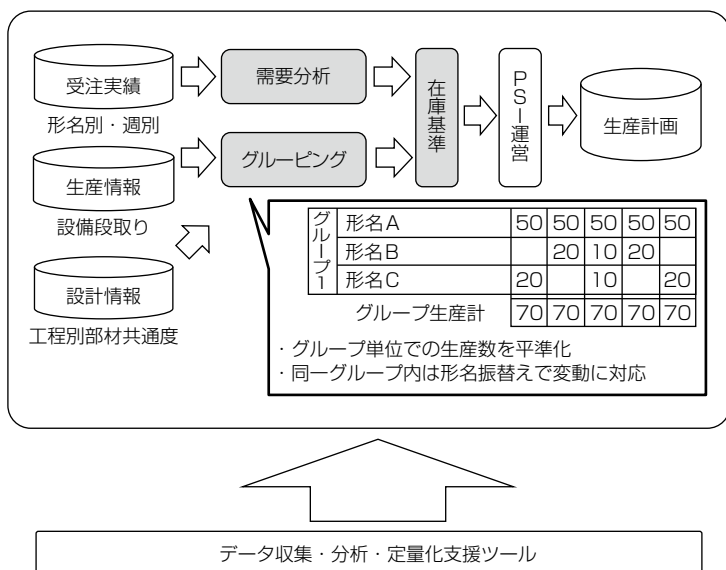 受注実績
形名別・週別
需要分析
在庫基準
PSI運営
生産計画
生産情報
設備段取り
グルーピング
設計情報
工程別部材共通度
グループ1
形名A 50 50 50 50 50
形名B 20 10 20
形名C 20 10 20
グループ生産計 70 70 70 70 70
・グループ単位での生産数を平準化
・同一グループ内は形名振替えで変動に対応
データ収集・分析・定量化支援ツール